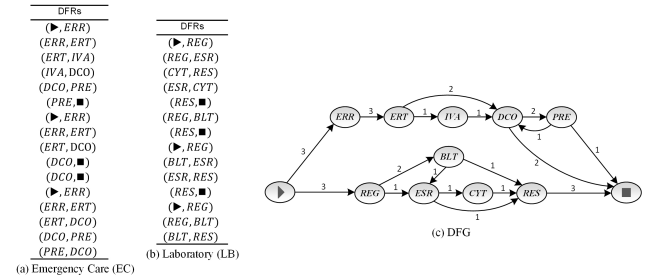 DFRs
(▶, ERR)
(ERR, ERT)
(ERT, IVA)
(IVA, DCO)
(DCO, PRE)
(PRE, ■)
(▶, ERR)
(ERR, ERT)
(ERT, DCO)
(DCO, ■)
(DCO, ■)
(▶, ERR)
(ERR, ERT)
(ERT, DCO)
(DCO, PRE)
(PRE, DCO)
(a) Emergency Care (EC)
DFRs
(▶, REG)
(REG, ESR)
(CYT, RES)
(ESR, CYT)
(RES, ■)
(REG, BLT)
(RES, ■)
(▶, REG)
(BLT, ESR)
(ESR, RES)
(RES, ■)
(▶, REG)
(REG, BLT)
(BLT, RES)
(b) Laboratory (LB)
2
ERR 3 ERT 1 IVA 1 DCO 2 PRE
1
3 2 1
BLT
2 1 1
3 REG 1 ESR 1 CYT 1 RES 3
1
(c) DFG